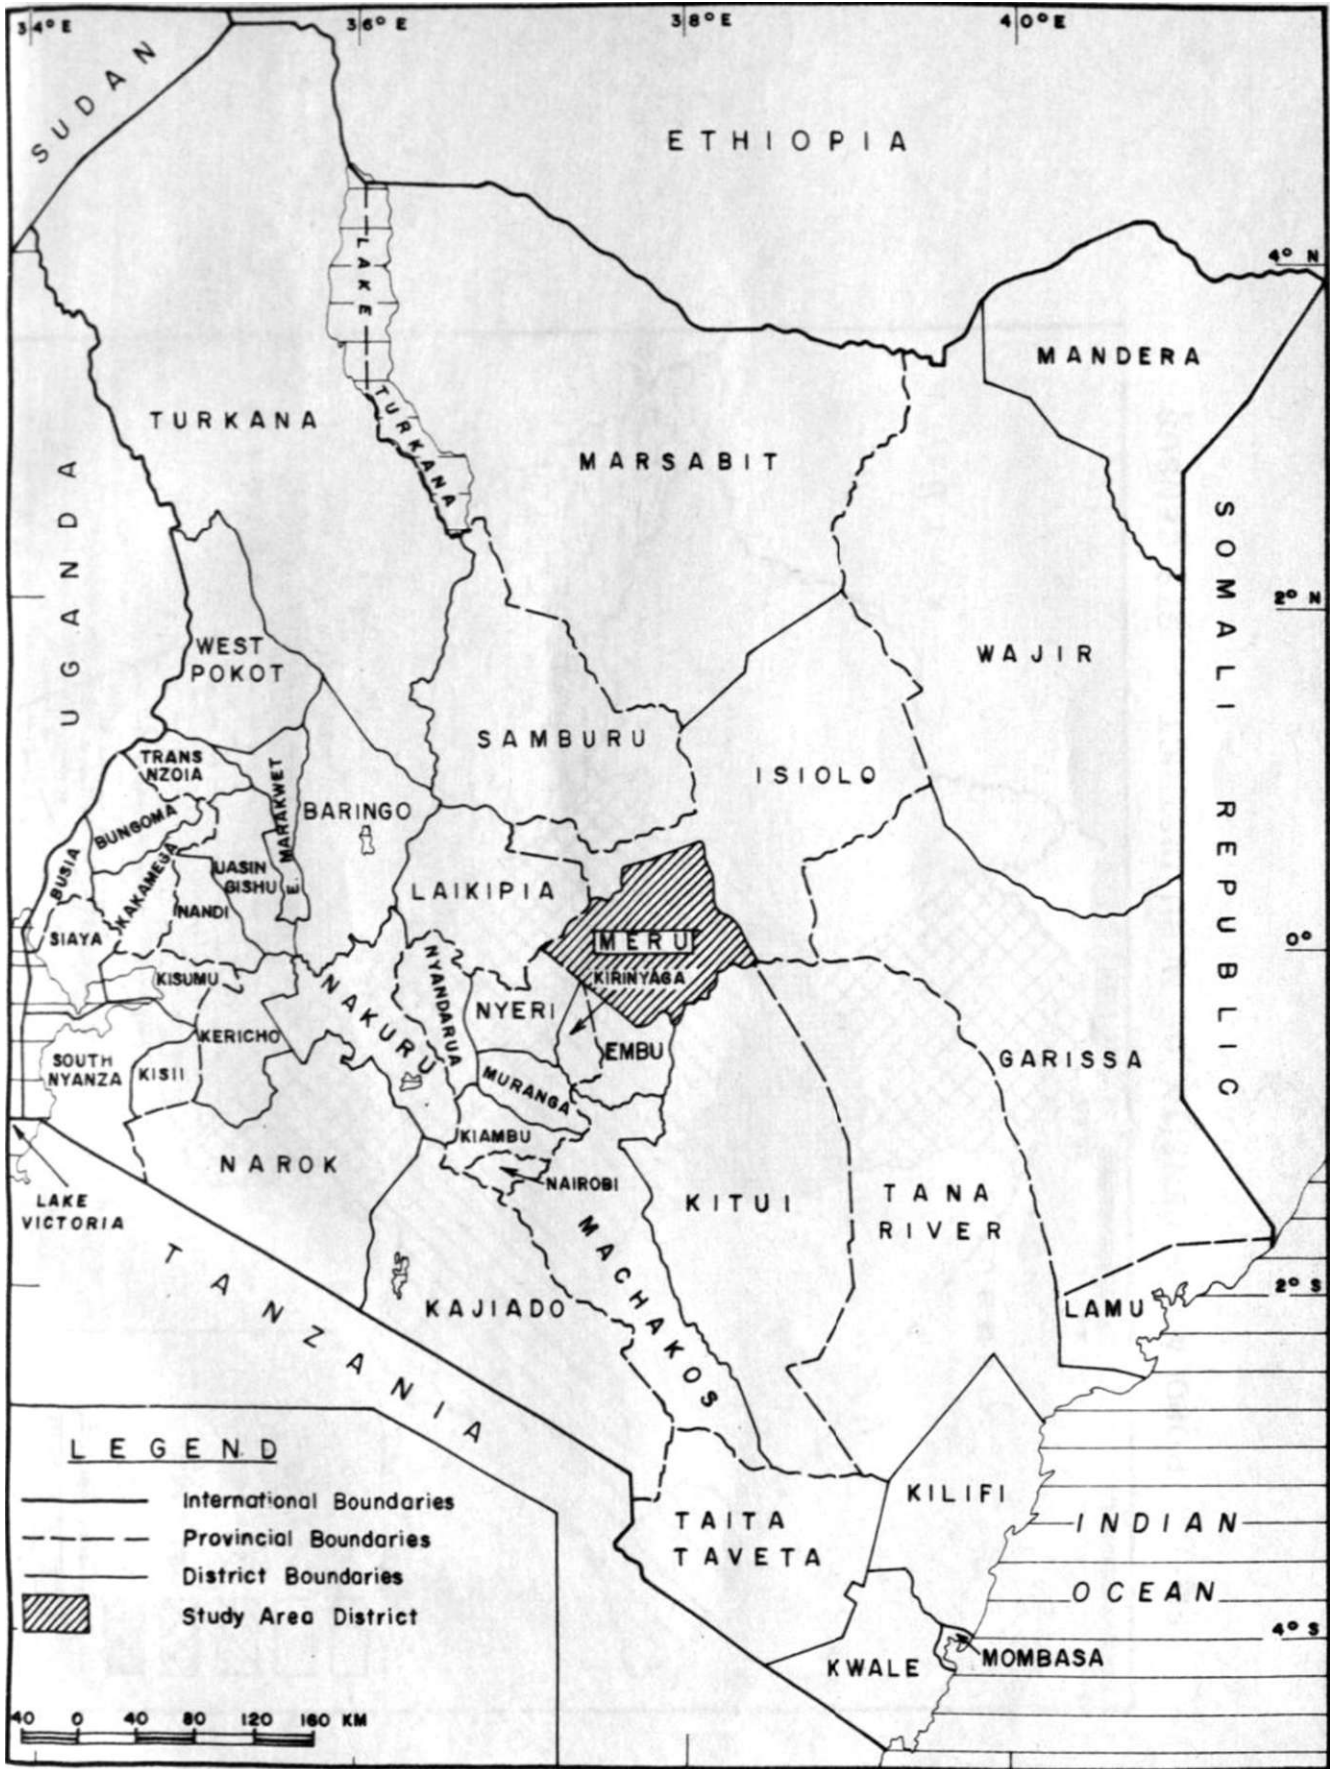 34° E
36° E
38° E
40° E
SUDAN
ETHIOPIA
4° N
LAKE
TURKANA
MANDERA
TURKANA
MARSABIT
UGANDA
SOMALI REPUBLIC
2° N
WEST
POKOT
WAJIR
SAMBURU
TRANS
NZOIA
ISIOLO
E. MARAKWET
BARINGO
BUNGOMA
BUSIA
KAKAMEGA
UASIN
GISHU
LAIKIPIA
NANDI
SIAYA
MERU
0°
KISUMU
KIRINYAGA
NAKURU
NYANDARUA
NYERI
KERICHO
EMBU
SOUTH
NYANZA
KISII
GARISSA
MURANGA
KIAMBU
NAROK
NAIROBI
LAKE
VICTORIA
KITUI
TANA
RIVER
MACHAKOS
TANZANIA
KAJIADO
LAMU
2° S
LEGEND
International Boundaries
Provincial Boundaries
District Boundaries
Study Area District
KILIFI
TAITA
TAVETA
INDIAN
OCEAN
4° S
MOMBASA
KWALE
40 0 40 80 120 160 KM